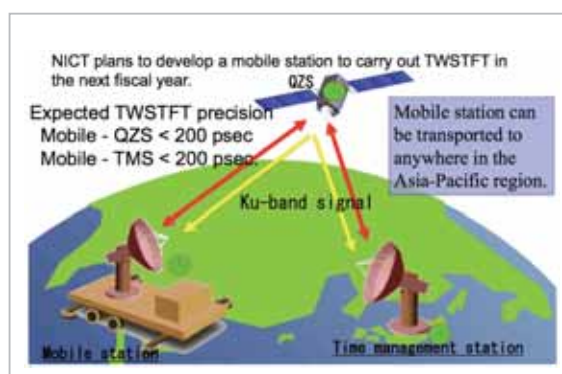 NICT plans to develop a mobile station to carry out TWSTFT in
the next fiscal year.
QZS
Expected TWSTFT precision
Mobile - QZS < 200 psec
Mobile - TMS < 200 psec.
Mobile station can
be transported to
anywhere in the
Asia-Pacific region.
Ku-band signal
Mobile station
Time management station